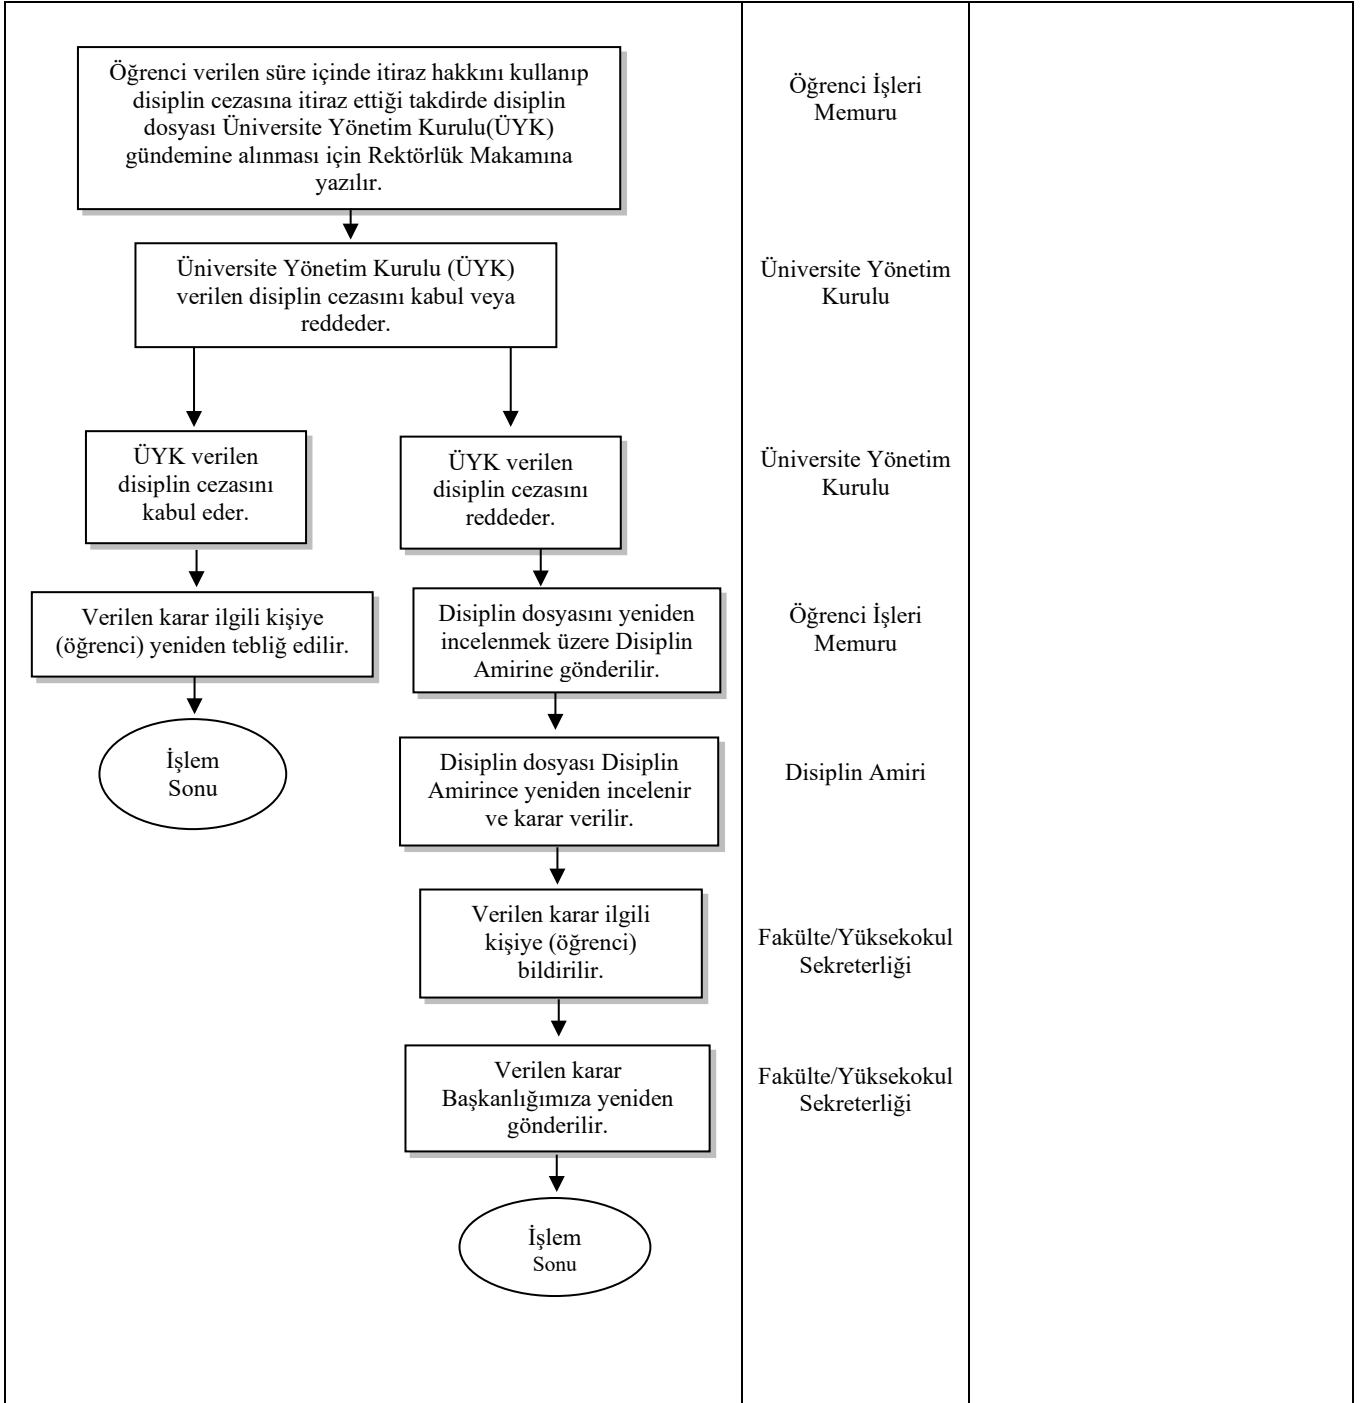 Öğrenci verilen süre içinde itiraz hakkını kullanıp
disiplin cezasına itiraz ettiği takdirde disiplin
dosyası Üniversite Yönetim Kurulu(ÜYK)
gündemine alınması için Rektörlük Makamına
yazılır.
Öğrenci İşleri
Memuru
Üniversite Yönetim Kurulu (ÜYK)
verilen disiplin cezasını kabul veya
reddeder.
Üniversite Yönetim
Kurulu
ÜYK verilen
disiplin cezasını
kabul eder.
ÜYK verilen
disiplin cezasını
reddeder.
Üniversite Yönetim
Kurulu
Verilen karar ilgili kişiye
(öğrenci) yeniden tebliğ edilir.
Disiplin dosyasını yeniden
incelenmek üzere Disiplin
Amirine gönderilir.
Öğrenci İşleri
Memuru
İşlem
Sonu
Disiplin dosyası Disiplin
Amirince yeniden incelenir
ve karar verilir.
Disiplin Amiri
Verilen karar ilgili
kişiye (öğrenci)
bildirilir.
Fakülte/Yüksekokul
Sekreterliği
Verilen karar
Başkanlığımıza yeniden
gönderilir.
Fakülte/Yüksekokul
Sekreterliği
İşlem
Sonu